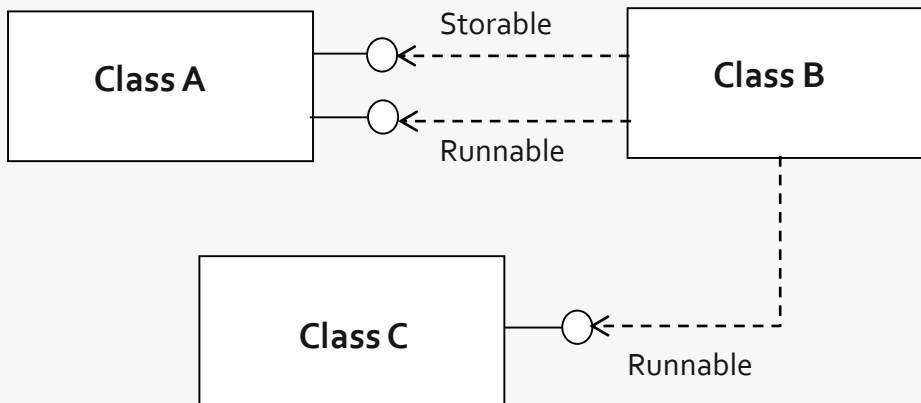 Storable
Class A
Class B
Runnable
Class C
Runnable